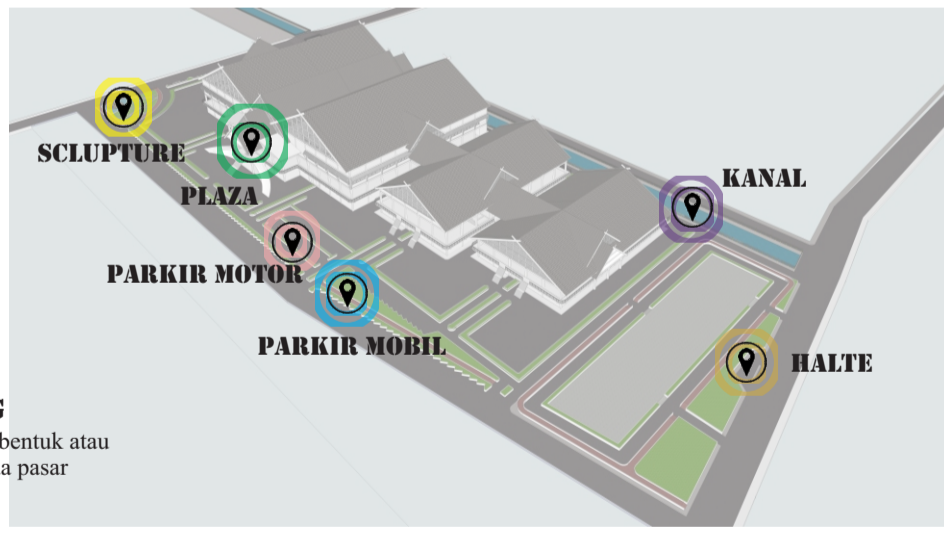 SCLUPTURE
PLAZA
KANAL
PARKIR MOTOR
PARKIR MOBIL
HALTE
bentuk atau
pasar